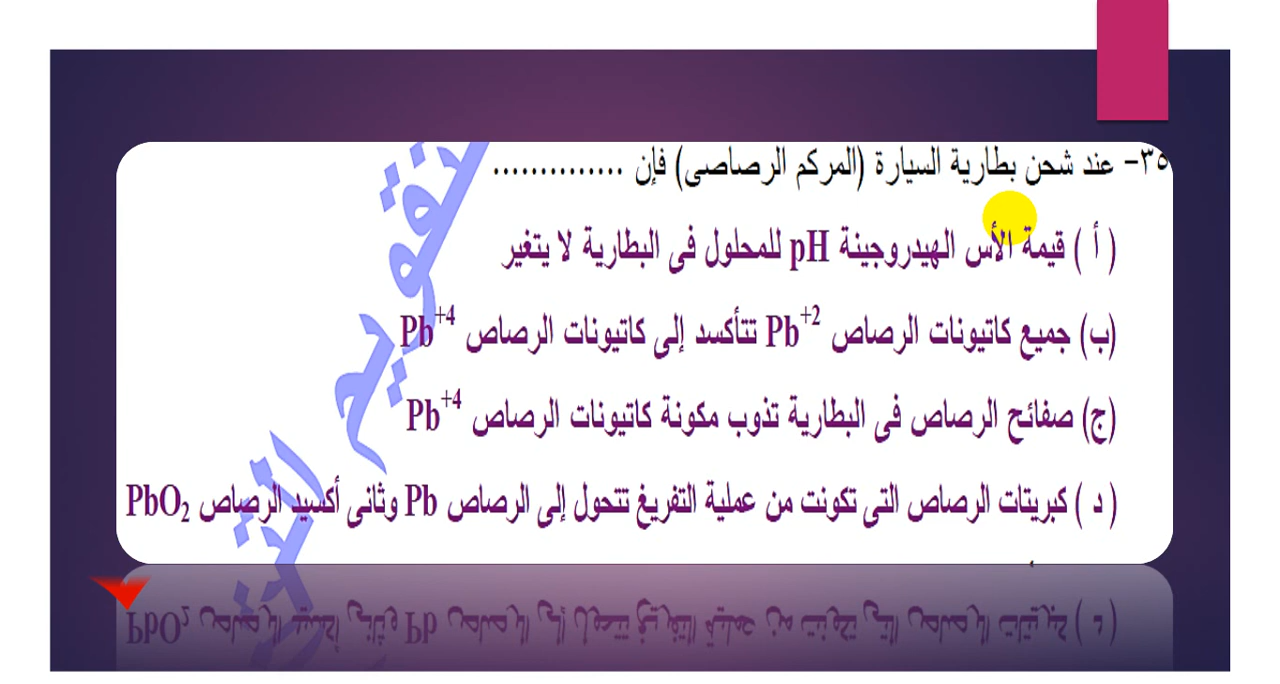 ٣٥- عند شحن بطارية السيارة (المركم الرصاصى) فإن ..............
( أ ) قيمة الأس الهيدروجينة pH للمحلول فى البطارية لا يتغير
(ب) جميع كاتيونات الرصاص Pb⁺² تتأكسد إلى كاتيونات الرصاص Pb⁺⁴
(ج) صفائح الرصاص فى البطارية تذوب مكونة كاتيونات الرصاص Pb⁺⁴
( د ) كبريتات الرصاص التى تكونت من عملية التفريغ تتحول إلى الرصاص Pb وثانى أكسيد الرصاص PbO₂